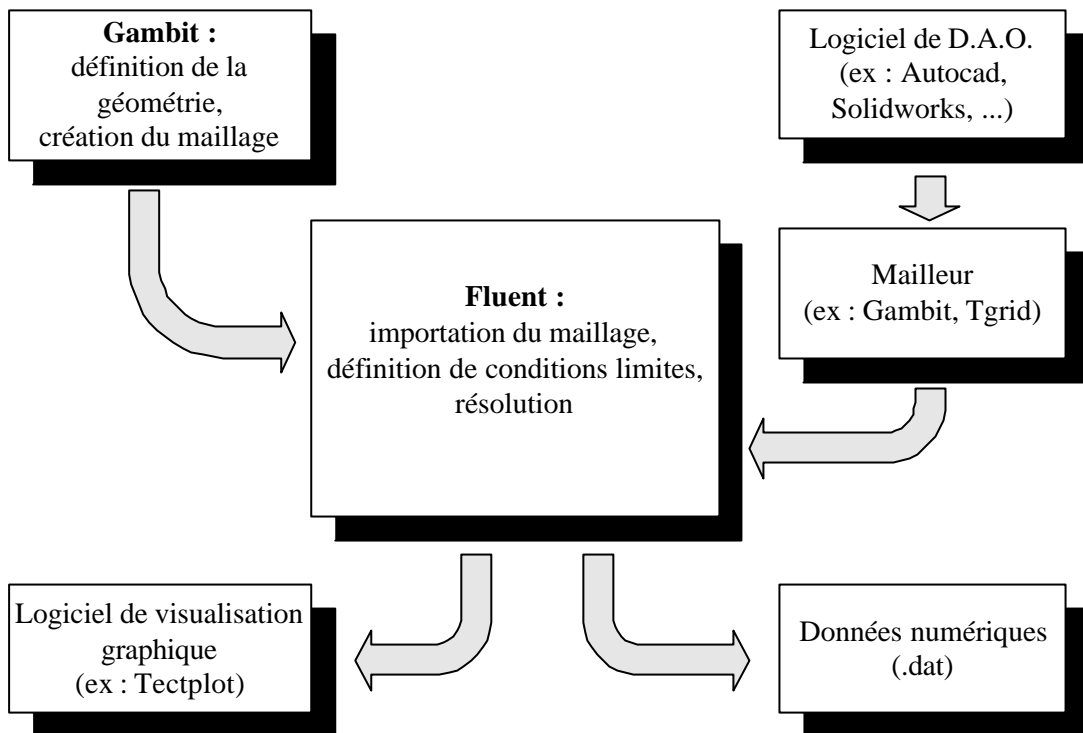 Gambit :
définition de la
géométrie,
création du maillage
Logiciel de D.A.O.
(ex : Autocad,
Solidworks, ...)
Mailleur
(ex : Gambit, Tgrid)
Fluent :
importation du maillage,
définition de conditions limites,
résolution
Logiciel de visualisation
graphique
(ex : Tectplot)
Données numériques
(.dat)